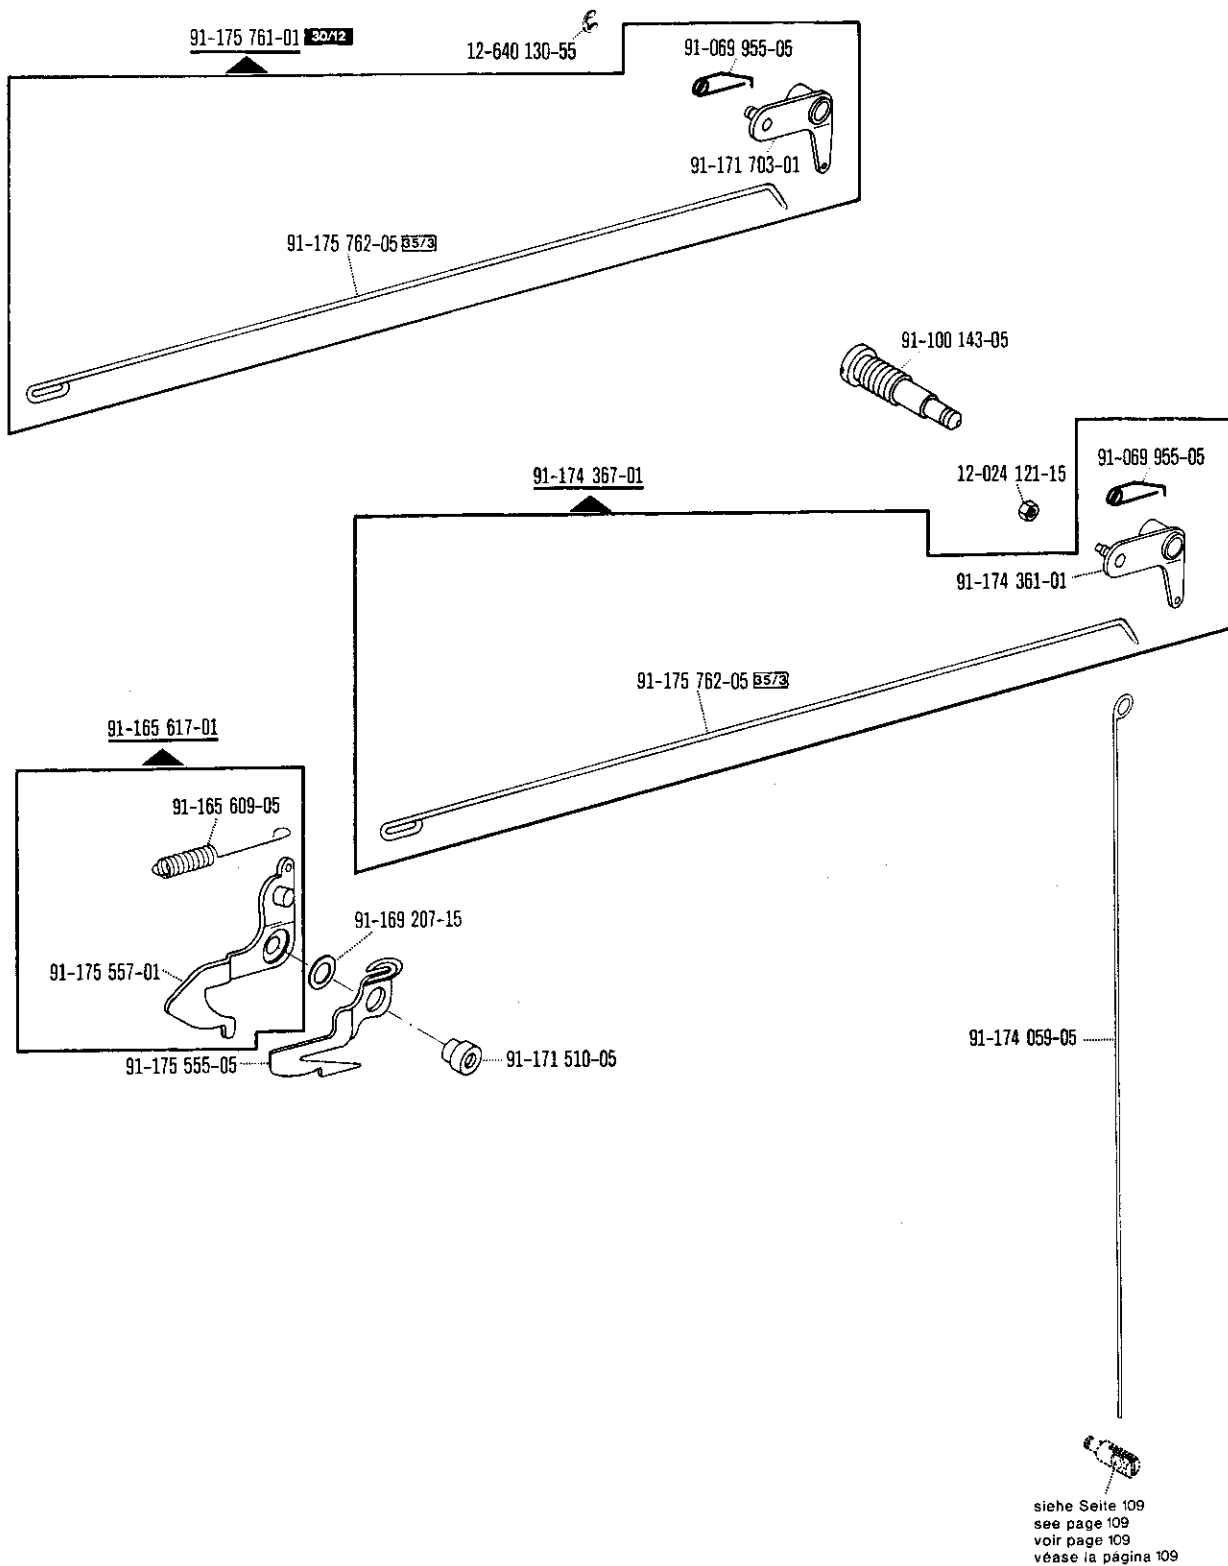 91-175 761-01 30/12
12-640 130-55
91-069 955-05
91-171 703-01
91-175 762-05 35/3
91-100 143-05
91-174 367-01
12-024 121-15
91-069 955-05
91-174 361-01
91-175 762-05 35/3
91-165 617-01
91-165 609-05
91-169 207-15
91-175 557-01
91-175 555-05
91-171 510-05
91-174 059-05
siehe Seite 109
see page 109
voir page 109
véase la página 109